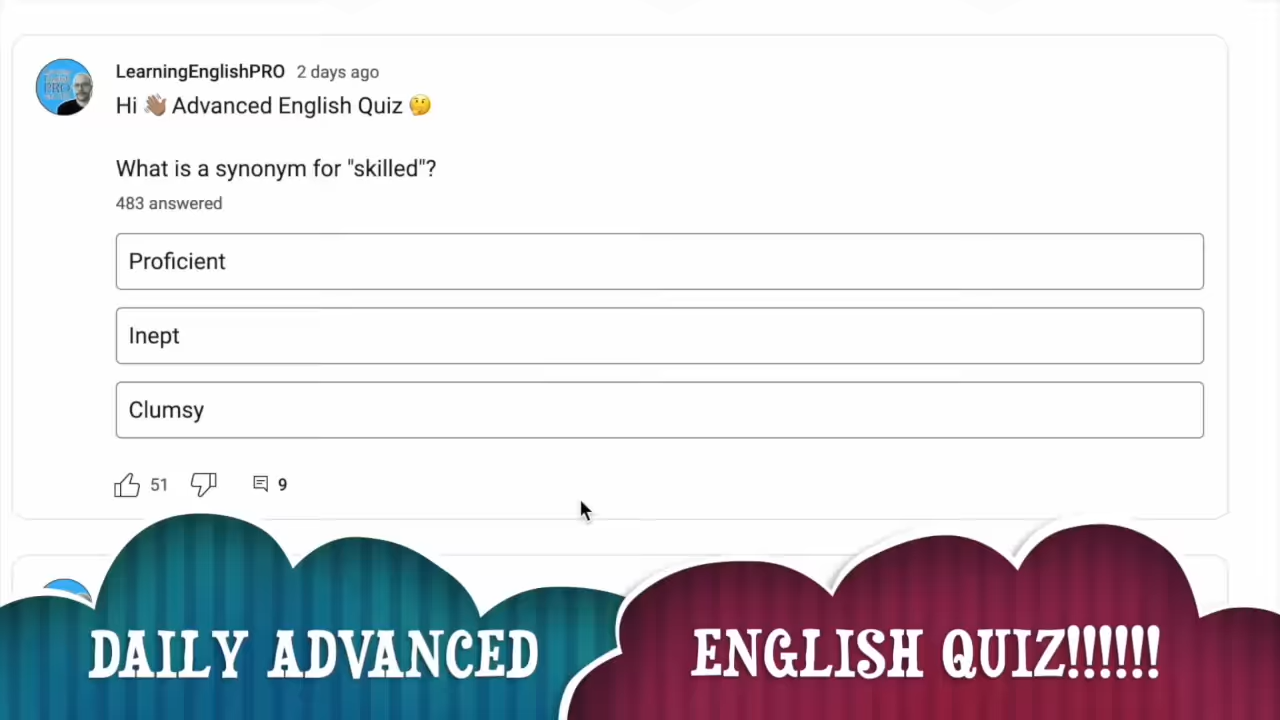 LearningEnglishPRO 2 days ago
Hi 👋🏽 Advanced English Quiz 🤔
What is a synonym for "skilled"?
483 answered
Proficient
Inept
Clumsy
51 9
DAILY ADVANCED ENGLISH QUIZ!!!!!!